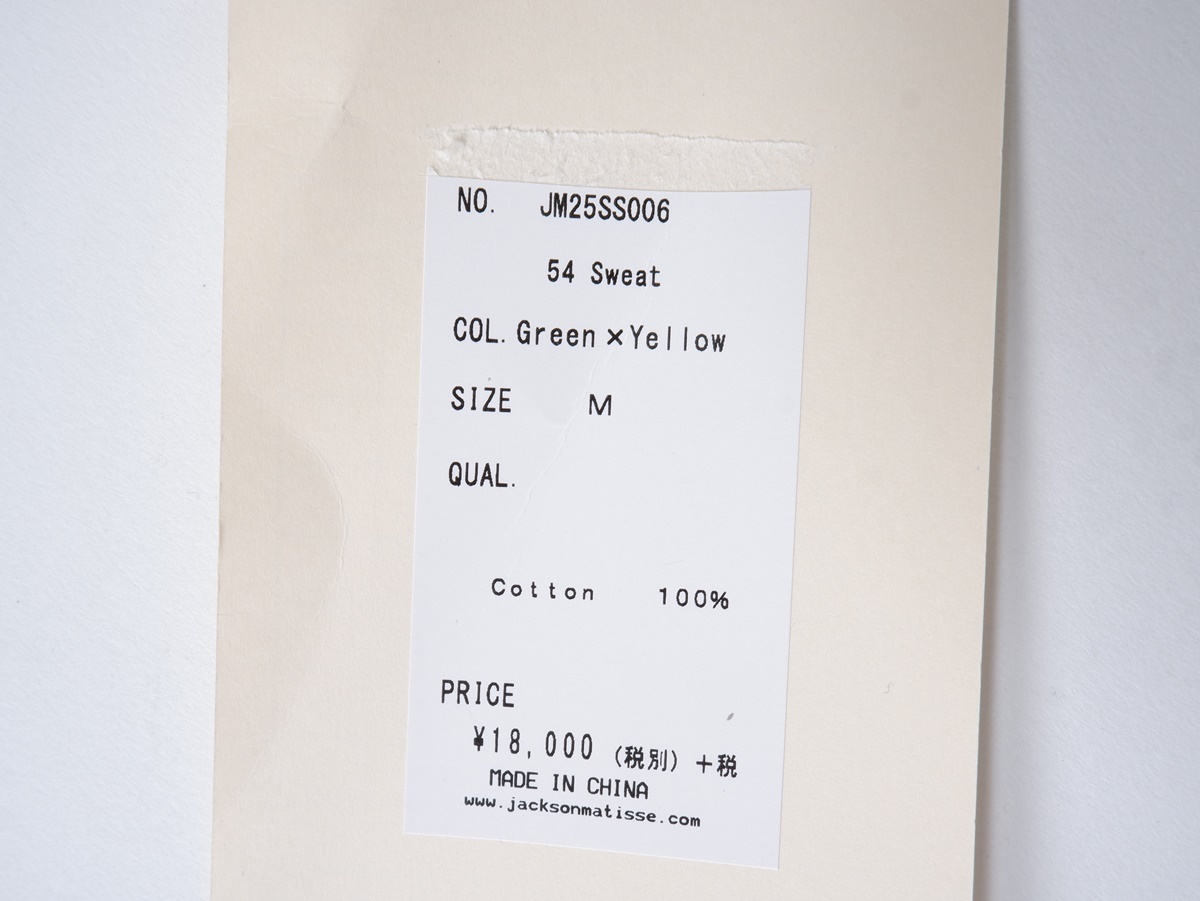 NO. JM25SS006
54 Sweat
COL. Green×Yellow
SIZE M
QUAL.
Cotton 100%
PRICE
¥18,000 (税別) +税
MADE IN CHINA
www.jacksonmatisse.com